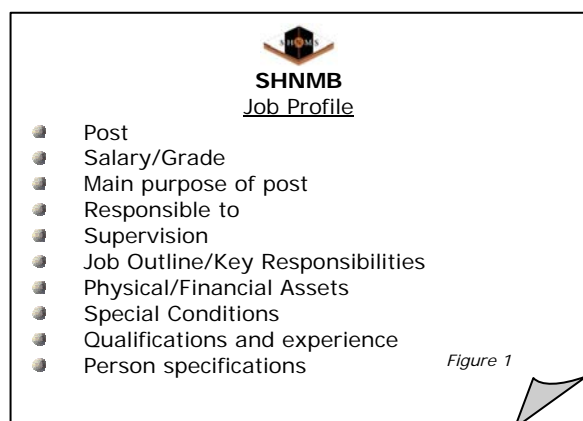 SHNMS
SHNMB
Job Profile
Post
Salary/Grade
Main purpose of post
Responsible to
Supervision
Job Outline/Key Responsibilities
Physical/Financial Assets
Special Conditions
Qualifications and experience
Person specifications
Figure 1